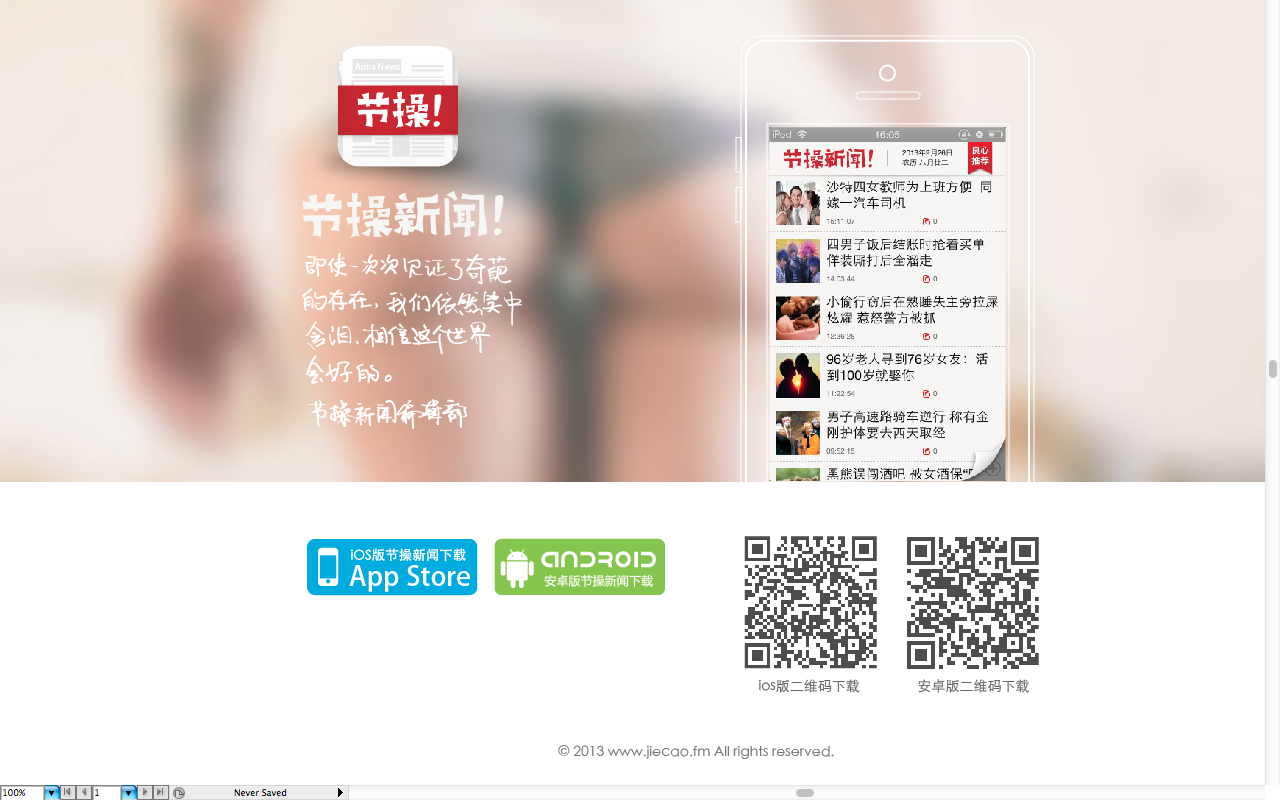 Aima News
节操!
节操新闻!
即使一次次见证了奇葩
的存在,我们依然笑中
含泪.相信这个世界
会好的。
节操新闻编辑部
iPod
16:05
节操新闻!
2013年9月26日
农历 八月廿二
良心
推荐
沙特四女教师为上班方便 同
嫁一汽车司机
16:11:07
0
四男子饭后结账时抢着买单
佯装厮打后全溜走
14:03:44
0
小偷行窃后在熟睡失主旁拉屎
炫耀 惹怒警方被抓
12:36:28
0
96岁老人寻到76岁女友：活
到100岁就娶你
11:22:54
0
男子高速路骑车逆行 称有金
刚护体要去西天取经
09:52:15
0
黑熊误闯酒吧 被女酒保“
iOS版节操新闻下载
App Store
ANDROID
安卓版节操新闻下载
ios版二维码下载
安卓版二维码下载
© 2013 www.jiecao.fm All rights reserved.
100%
1
Never Saved